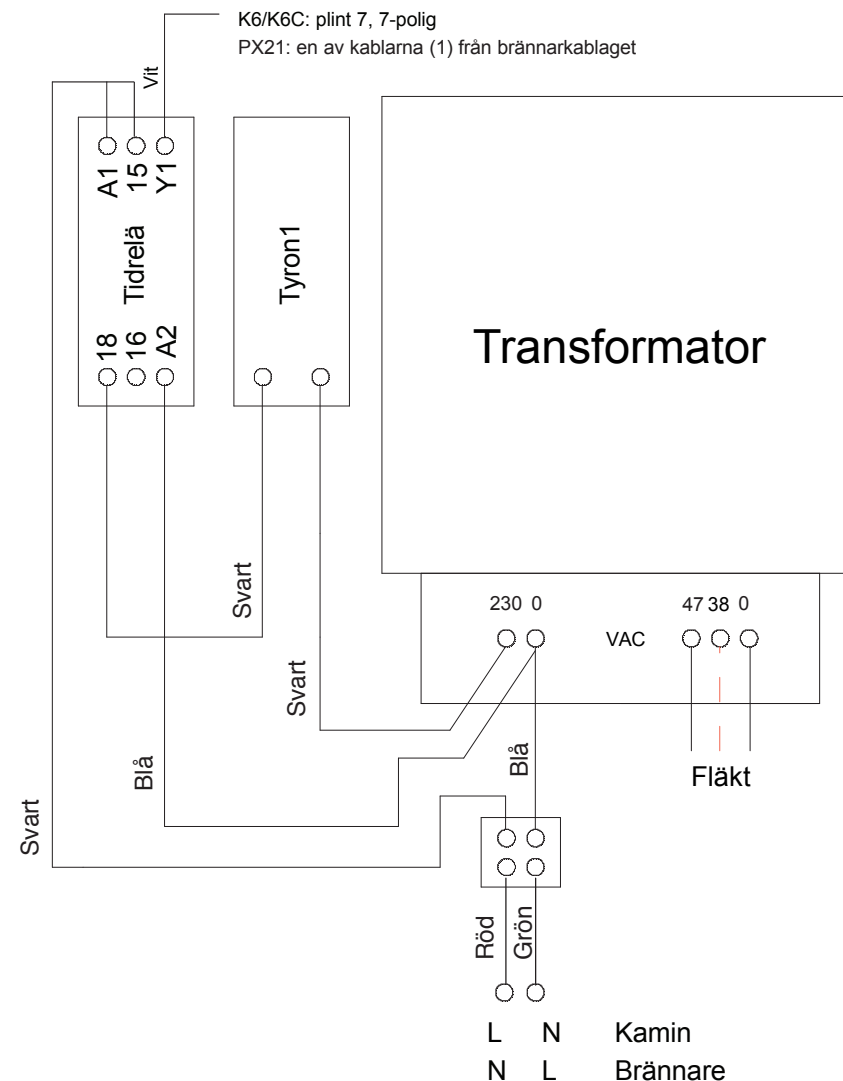 K6/K6C: plint 7, 7-polig
PX21: en av kablarna (1) från brännarkablaget
Vit
A1
15
Y1
Tidrelä
18
16
A2
Tyron1
Transformator
230 0
VAC
47 38 0
Fläkt
Svart
Svart
Blå
Blå
Svart
Röd
Grön
L N Kamin
N L Brännare